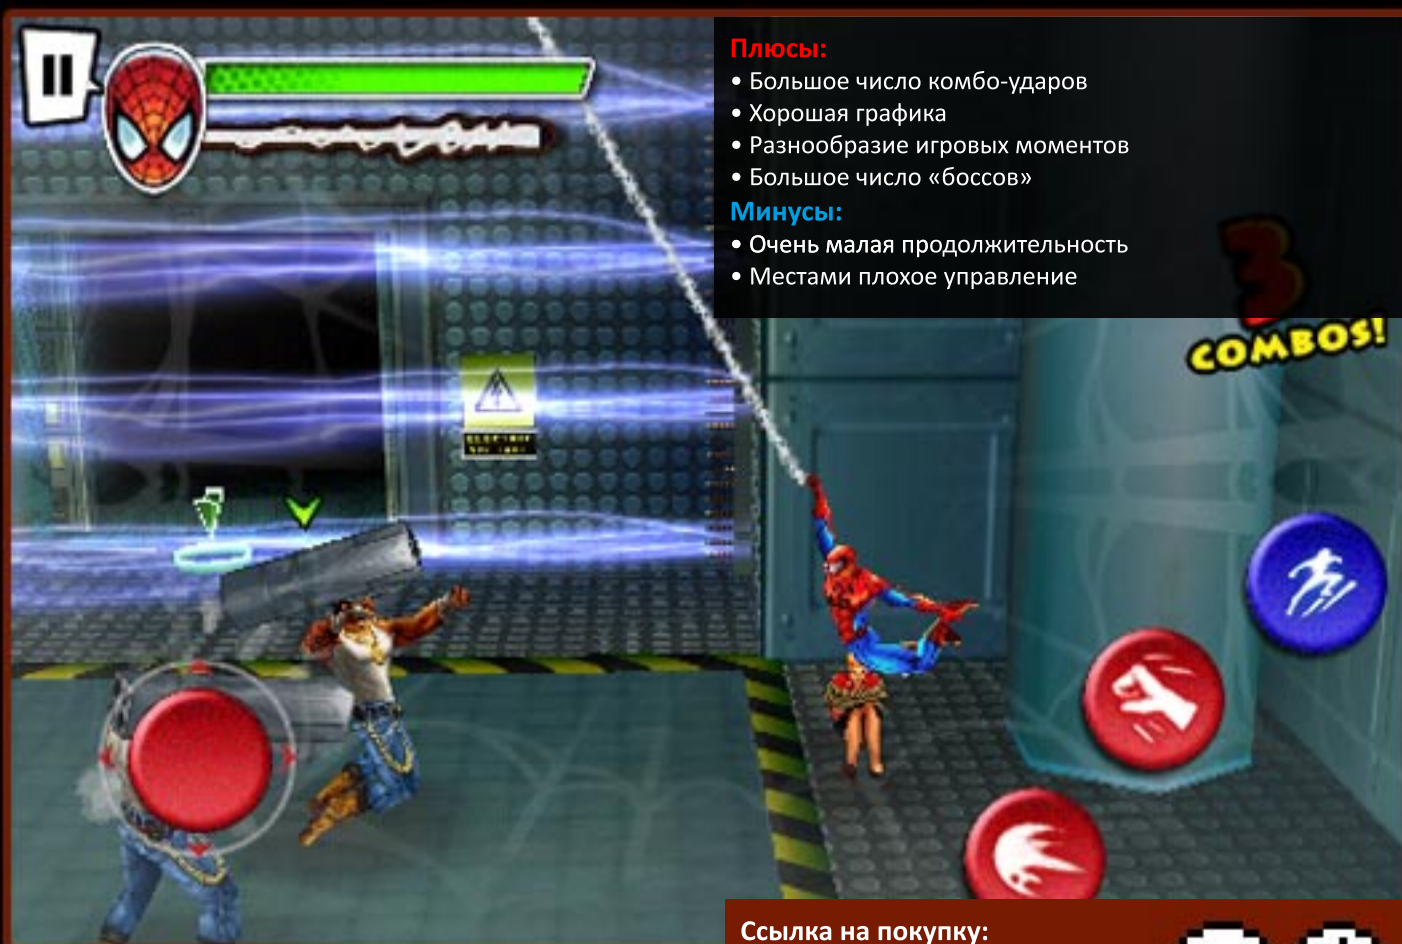 Плюсы:
• Большое число комбо-ударов
• Хорошая графика
• Разнообразие игровых моментов
• Большое число «боссов»
Минусы:
• Очень малая продолжительность
• Местами плохое управление
3
COMBOS!
Ссылка на покупку: